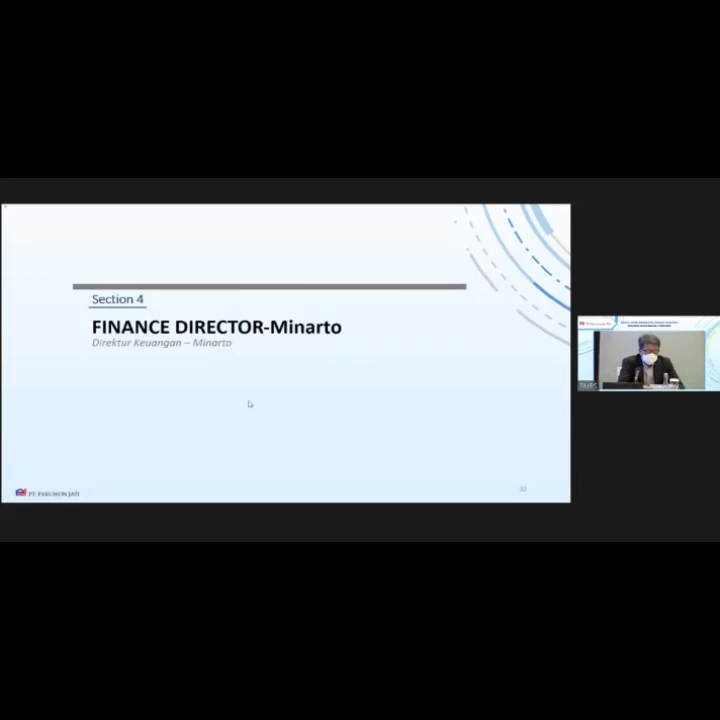 Section 4
FINANCE DIRECTOR-Minarto
Direktur Keuangan – Minarto
PT. PAKUWON JATI
32